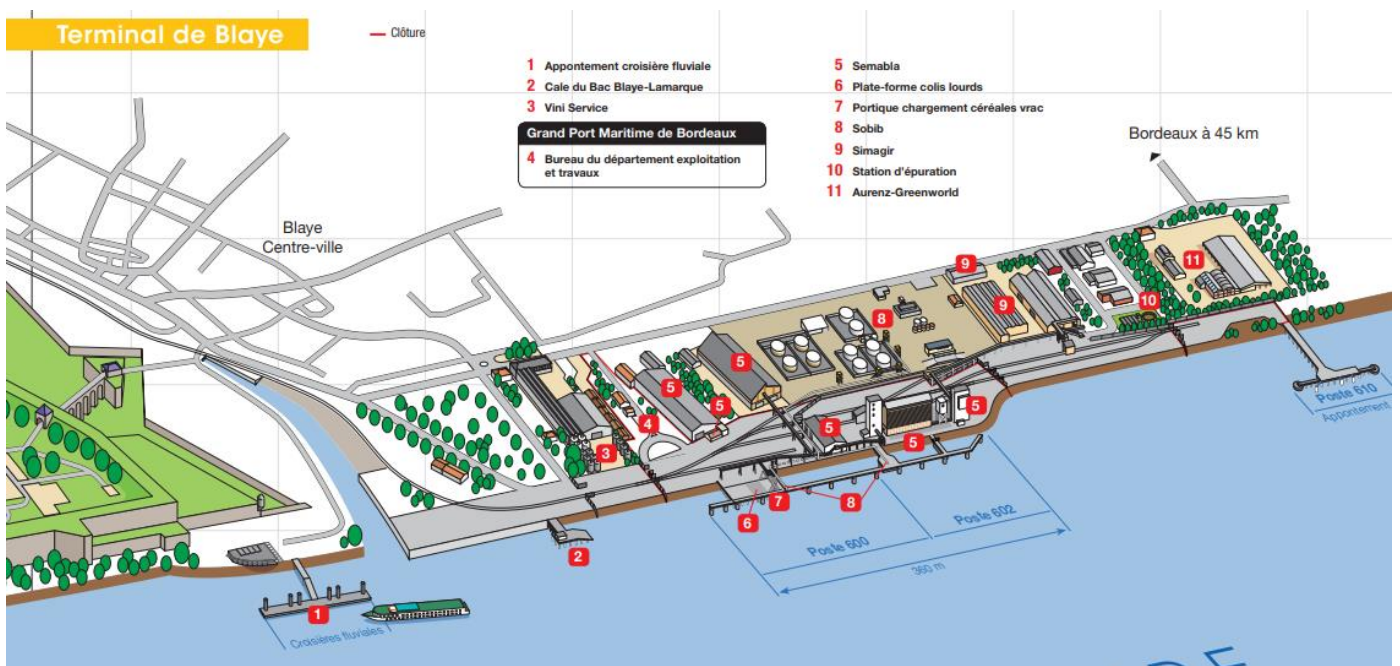 Terminal de Blaye
Clôture
1 Appontement croisière fluviale
2 Cale du Bac Blaye-Lamarque
3 Vini Service
Grand Port Maritime de Bordeaux
4 Bureau du département exploitation
et travaux
5 Semabla
6 Plate-forme colis lourds
7 Portique chargement céréales vrac
8 Sobib
9 Simagir
10 Station d'épuration
11 Aurenz-Greenworld
Bordeaux à 45 km
Blaye
Centre-ville
9
11
10
9
8
5
5
5
5
5
5
4
3
Poste 610
Appontement
8
7
6
2
Poste 602
Poste 600
360 m
1
Croisières fluviales